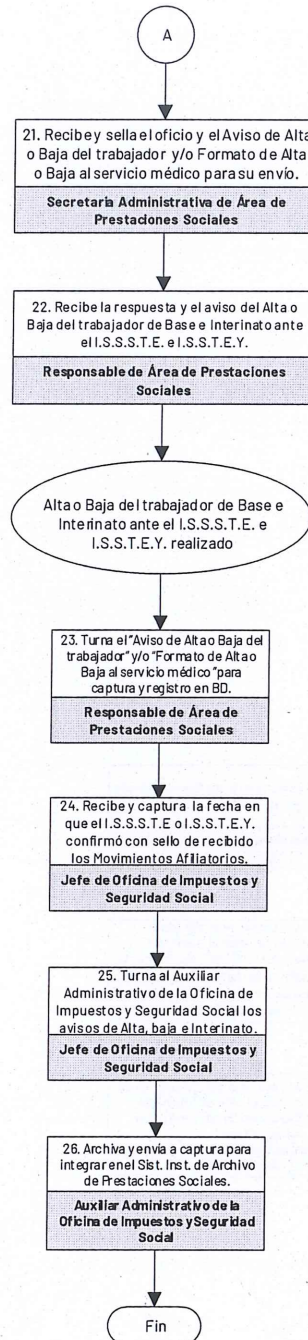 A
21. Recibe y sella el oficio y el Aviso de Alta
o Baja del trabajador y/o Formato de Alta
o Baja al servicio médico para su envío.
Secretaria Administrativa de Área de
Prestaciones Sociales
22. Recibe la respuesta y el aviso del Alta o
Baja del trabajador de Base e Interinato ante
el I.S.S.S.T.E. e I.S.S.T.E.Y.
Responsable de Área de Prestaciones
Sociales
Alta o Baja del trabajador de Base e
Interinato ante el I.S.S.S.T.E. e
I.S.S.T.E.Y. realizado
23. Turna el "Aviso de Alta o Baja del
trabajador" y/o "Formato de Alta o
Baja al servicio médico "para
captura y registro en BD.
Responsable de Área de
Prestaciones Sociales
24. Recibe y captura la fecha en
que el I.S.S.S.T.E o I.S.S.T.E.Y.
confirmó con sello de recibido
los Movimientos Afiliatorios.
Jefe de Oficina de Impuestos y
Seguridad Social
25. Turna al Auxiliar
Administrativo de la Oficina de
Impuestos y Seguridad Social los
avisos de Alta, baja e Interinato.
Jefe de Oficina de Impuestos y
Seguridad Social
26. Archiva y envía a captura para
integrar en el Sist. Inst. de Archivo
de Prestaciones Sociales.
Auxiliar Administrativo de la
Oficina de Impuestos y Seguridad
Social
Fin